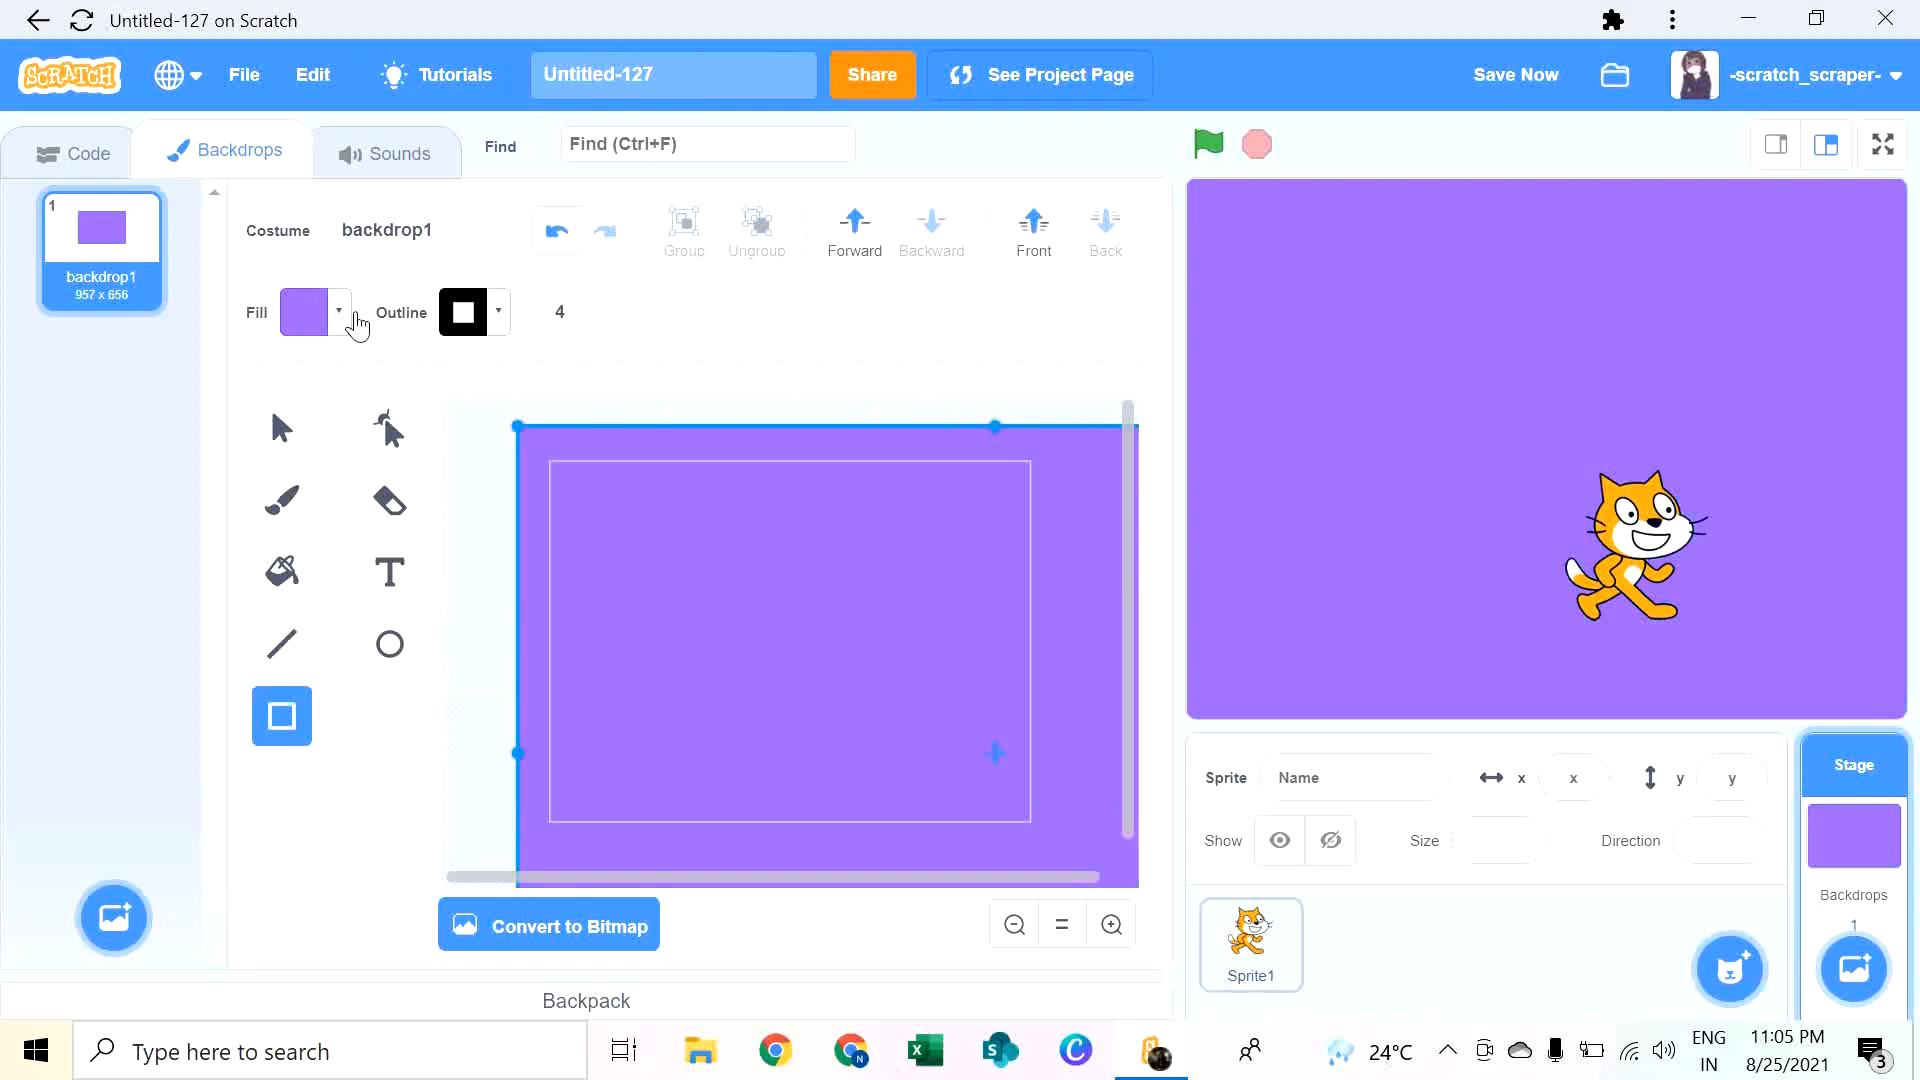 Untitled-127 on Scratch
SCRATCH
File
Edit
Tutorials
Untitled-127
Share
See Project Page
Save Now
-scratch_scraper-
Code
Backdrops
Sounds
Find
Find (Ctrl+F)
1
backdrop1
957 x 656
Costume
backdrop1
Group
Ungroup
Forward
Backward
Front
Back
Fill
Outline
4
Convert to Bitmap
Backpack
Sprite
Name
x
x
y
y
Show
Size
Direction
Sprite1
Stage
Backdrops
1
Type here to search
24°C
ENG
IN
11:05 PM
8/25/2021
3